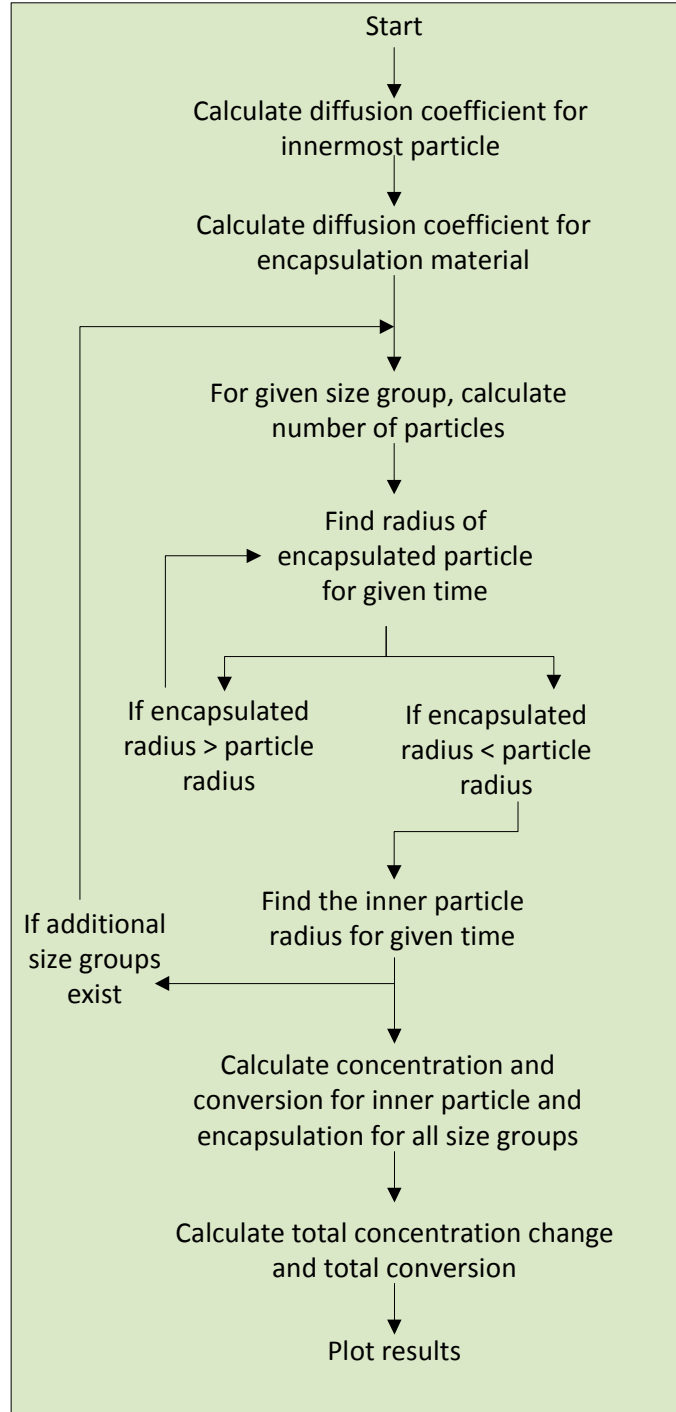 Start
Calculate diffusion coefficient for
innermost particle
Calculate diffusion coefficient for
encapsulation material
For given size group, calculate
number of particles
Find radius of
encapsulated particle
for given time
If encapsulated
radius > particle
radius
If encapsulated
radius < particle
radius
Find the inner particle
radius for given time
If additional
size groups
exist
Calculate concentration and
conversion for inner particle and
encapsulation for all size groups
Calculate total concentration change
and total conversion
Plot results